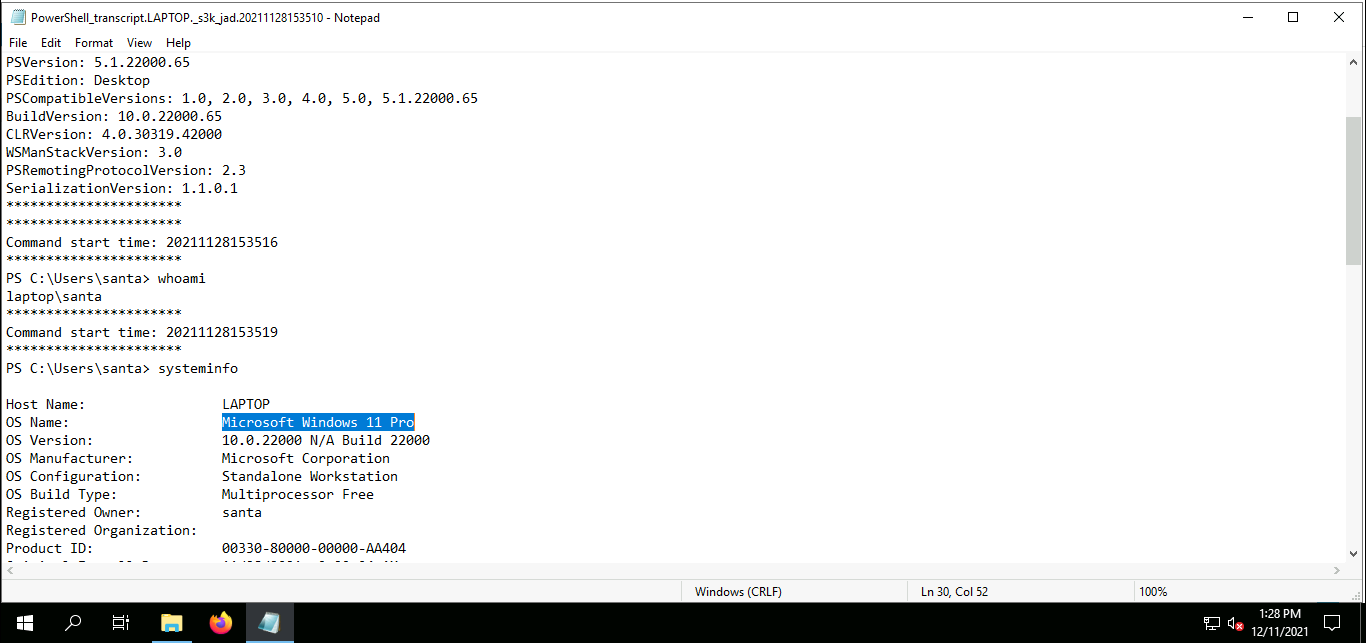 PowerShell_transcript.LAPTOP._s3k_jad.20211128153510 - Notepad
File Edit Format View Help
PSVersion: 5.1.22000.65
PSEdition: Desktop
PSCompatibleVersions: 1.0, 2.0, 3.0, 4.0, 5.0, 5.1.22000.65
BuildVersion: 10.0.22000.65
CLRVersion: 4.0.30319.42000
WSManStackVersion: 3.0
PSRemotingProtocolVersion: 2.3
SerializationVersion: 1.1.0.1
**********************
**********************
Command start time: 20211128153516
**********************
PS C:\Users\santa> whoami
laptop\santa
**********************
Command start time: 20211128153519
**********************
PS C:\Users\santa> systeminfo
Host Name: LAPTOP
OS Name: Microsoft Windows 11 Pro
OS Version: 10.0.22000 N/A Build 22000
OS Manufacturer: Microsoft Corporation
OS Configuration: Standalone Workstation
OS Build Type: Multiprocessor Free
Registered Owner: santa
Registered Organization:
Product ID: 00330-80000-00000-AA404
Windows (CRLF) Ln 30, Col 52 100%
1:28 PM
12/11/2021